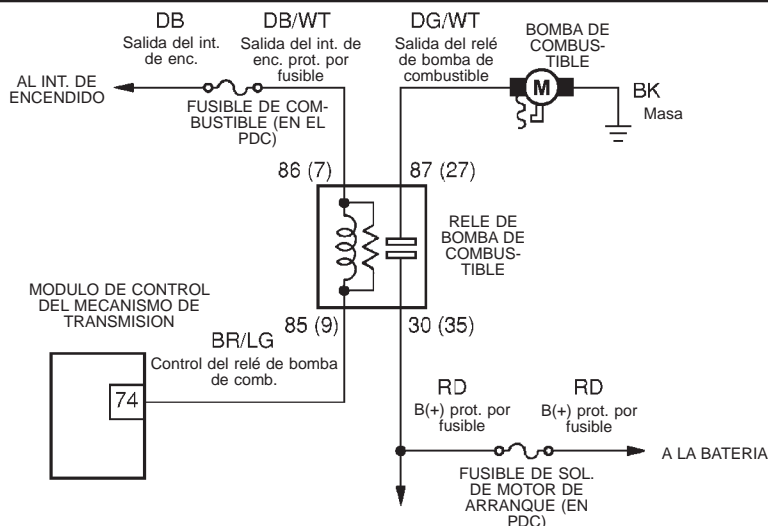 DB
Salida del int.
de enc.
DB/WT
Salida del int. de
enc. prot. por
fusible
DG/WT
Salida del relé
de bomba de
combustible
BOMBA DE
COMBUS-
TIBLE
M
BK
Masa
AL INT. DE
ENCENDIDO
FUSIBLE DE COM-
BUSTIBLE (EN EL
PDC)
86 (7)
87 (27)
RELE DE
BOMBA DE
COMBUS-
TIBLE
85 (9)
30 (35)
MODULO DE CONTROL
DEL MECANISMO DE
TRANSMISION
BR/LG
Control del relé de bomba
de comb.
74
RD
B(+) prot. por
fusible
RD
B(+) prot. por
fusible
A LA BATERIA
FUSIBLE DE SOL.
DE MOTOR DE
ARRANQUE (EN
PDC)